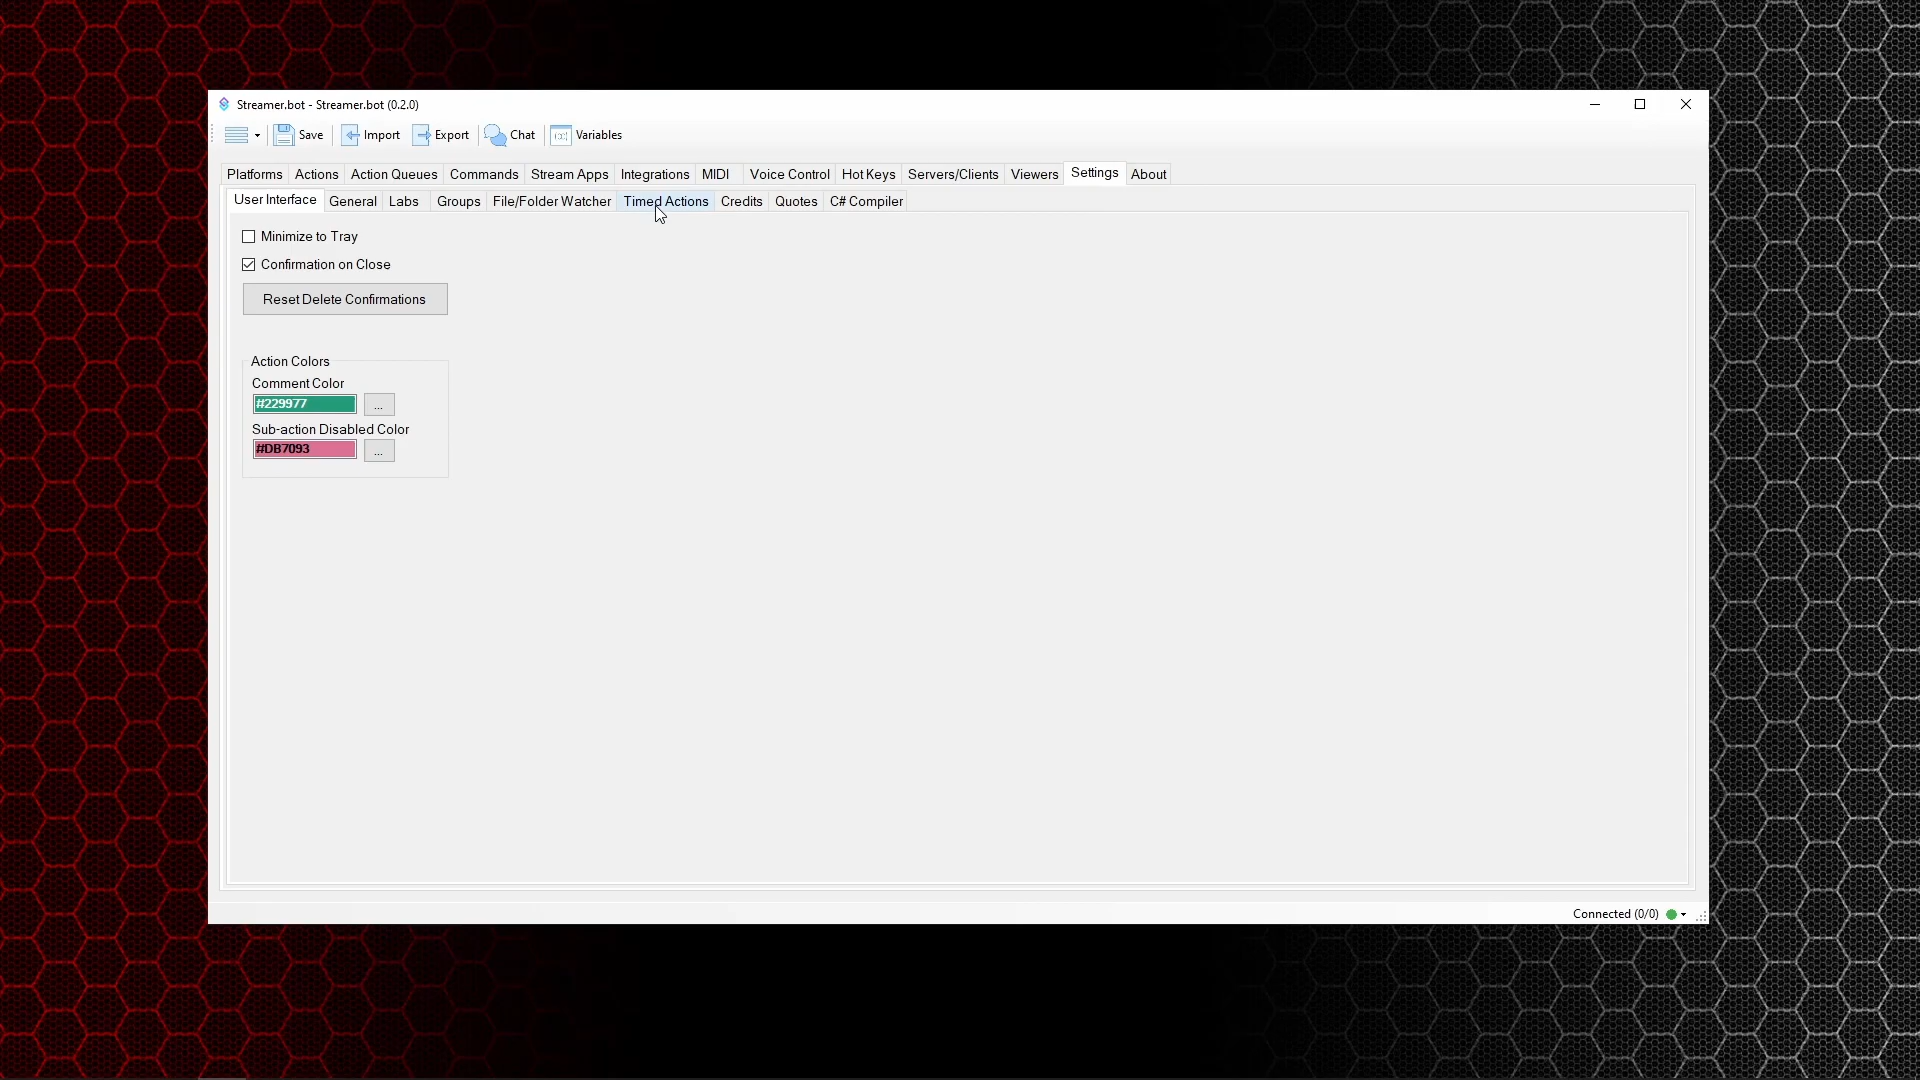 Streamer.bot - Streamer.bot (0.2.0)
Save Import Export Chat Variables
Platforms Actions Action Queues Commands Stream Apps Integrations MIDI Voice Control Hot Keys Servers/Clients Viewers Settings About
User Interface General Labs Groups File/Folder Watcher Timed Actions Credits Quotes C# Compiler
Minimize to Tray
Confirmation on Close
Reset Delete Confirmations
Action Colors
Comment Color
#229977 ...
Sub-action Disabled Color
#DB7093 ...
Connected (0/0)